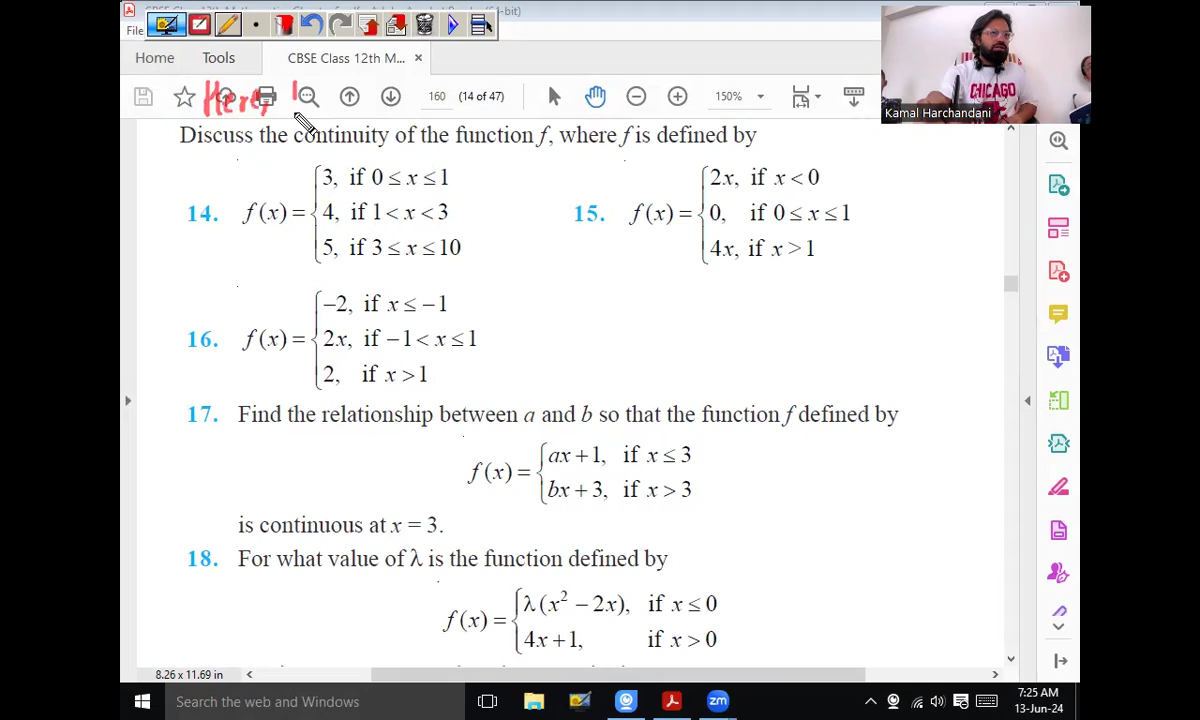 File
-bit)
Home Tools CBSE Class 12th M... ×
Here,
160 (14 of 47) 150%
CHICAGO
Kamal Harchandani
Discuss the continuity of the function f, where f is defined by
14. f(x) = { 3, if 0 ≤ x ≤ 1
4, if 1 < x < 3
5, if 3 ≤ x ≤ 10
15. f(x) = { 2x, if x < 0
0, if 0 ≤ x ≤ 1
4x, if x > 1
16. f(x) = { −2, if x ≤ −1
2x, if −1 < x ≤ 1
2, if x > 1
17. Find the relationship between a and b so that the function f defined by
f(x) = { ax + 1, if x ≤ 3
bx + 3, if x > 3
is continuous at x = 3.
18. For what value of λ is the function defined by
f(x) = { λ(x² − 2x), if x ≤ 0
4x + 1, if x > 0
8.26 x 11.69 in
Search the web and Windows
zm
7:25 AM
13-Jun-24